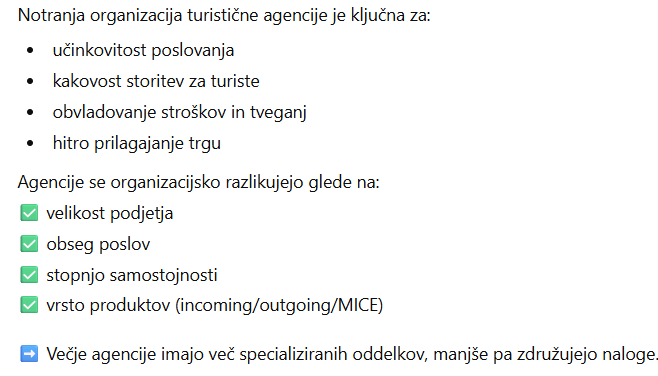 Notranja organizacija turistične agencije je ključna za:
• učinkovitost poslovanja
• kakovost storitev za turiste
• obvladovanje stroškov in tveganj
• hitro prilagajanje trgu
Agencije se organizacijsko razlikujejo glede na:
✅ velikost podjetja
✅ obseg poslov
✅ stopnjo samostojnosti
✅ vrsto produktov (incoming/outgoing/MICE)
➡️ Večje agencije imajo več specializiranih oddelkov, manjše pa združujejo naloge.